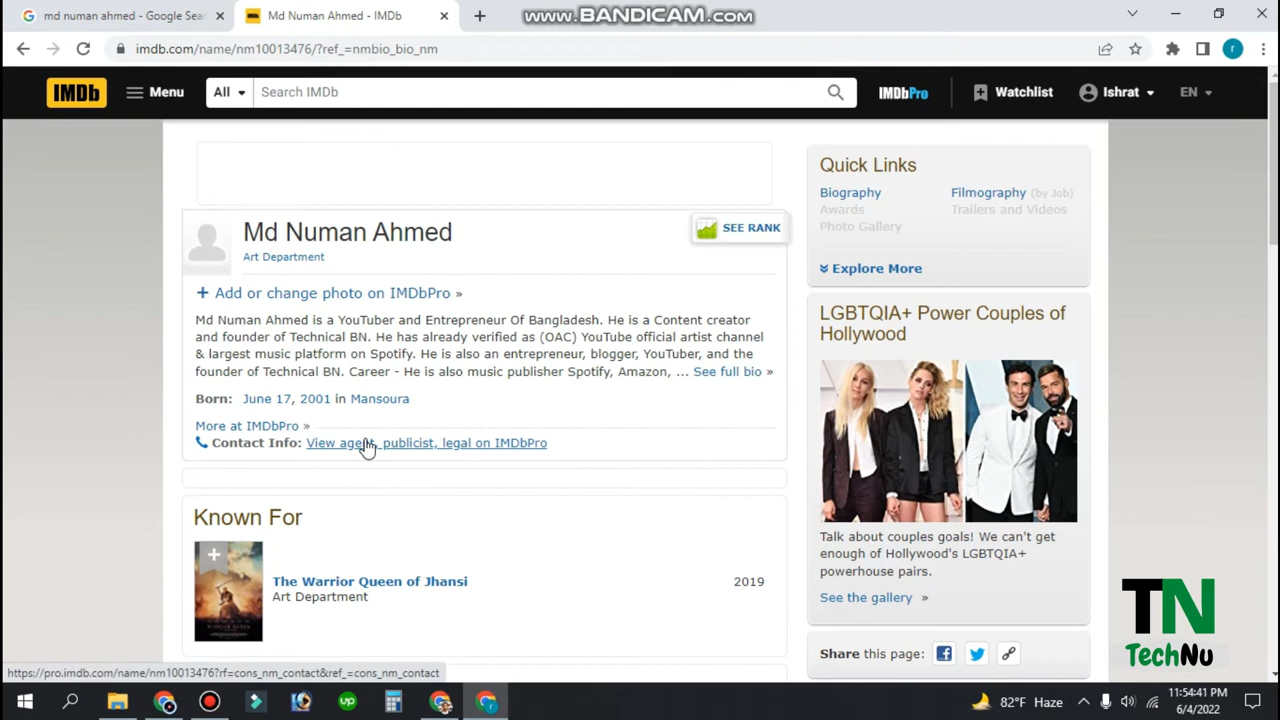 md numan ahmed - Google Sea
Md Numan Ahmed - IMDb
www.BANDICAM.com
imdb.com/name/nm10013476/?ref_=nmbio_bio_nm
r
IMDb
Menu
All
Search IMDb
IMDbPro
Watchlist
Ishrat
EN
Md Numan Ahmed
Art Department
SEE RANK
+ Add or change photo on IMDbPro »
Md Numan Ahmed is a YouTuber and Entrepreneur Of Bangladesh. He is a Content creator
and founder of Technical BN. He has already verified as (OAC) YouTube official artist channel
& largest music platform on Spotify. He is also an entrepreneur, blogger, YouTuber, and the
founder of Technical BN. Career - He is also music publisher Spotify, Amazon, ... See full bio »
Born: June 17, 2001 in Mansoura
More at IMDbPro »
Contact Info: View agent, publicist, legal on IMDbPro
Known For
The Warrior Queen of Jhansi
Art Department
2019
Quick Links
Biography
Filmography (by Job)
Awards
Trailers and Videos
Photo Gallery
Explore More
LGBTQIA+ Power Couples of
Hollywood
Talk about couples goals! We can't get
enough of Hollywood's LGBTQIA+
powerhouse pairs.
See the gallery »
Share this page:
TN
TechNu
https://pro.imdb.com/name/nm10013476?rf=cons_nm_contact&ref_=cons_nm_contact
up
82°F Haze
11:54:41 PM
6/4/2022